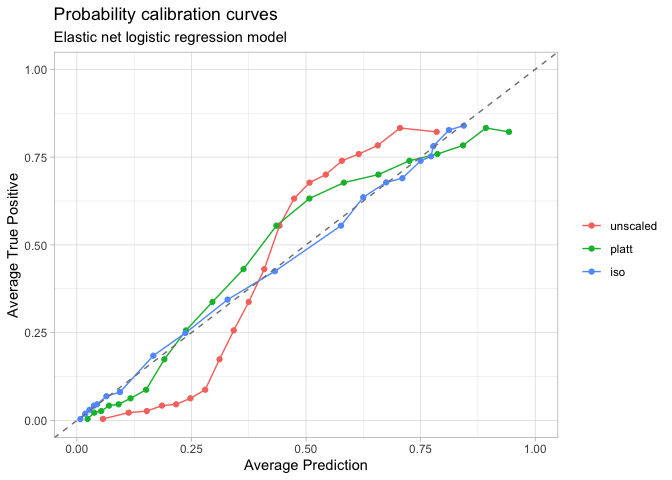 Probability calibration curves
Elastic net logistic regression model
1.00
0.75
0.50
0.25
0.00
Average True Positive
0.00 0.25 0.50 0.75 1.00
Average Prediction
unscaled
platt
iso